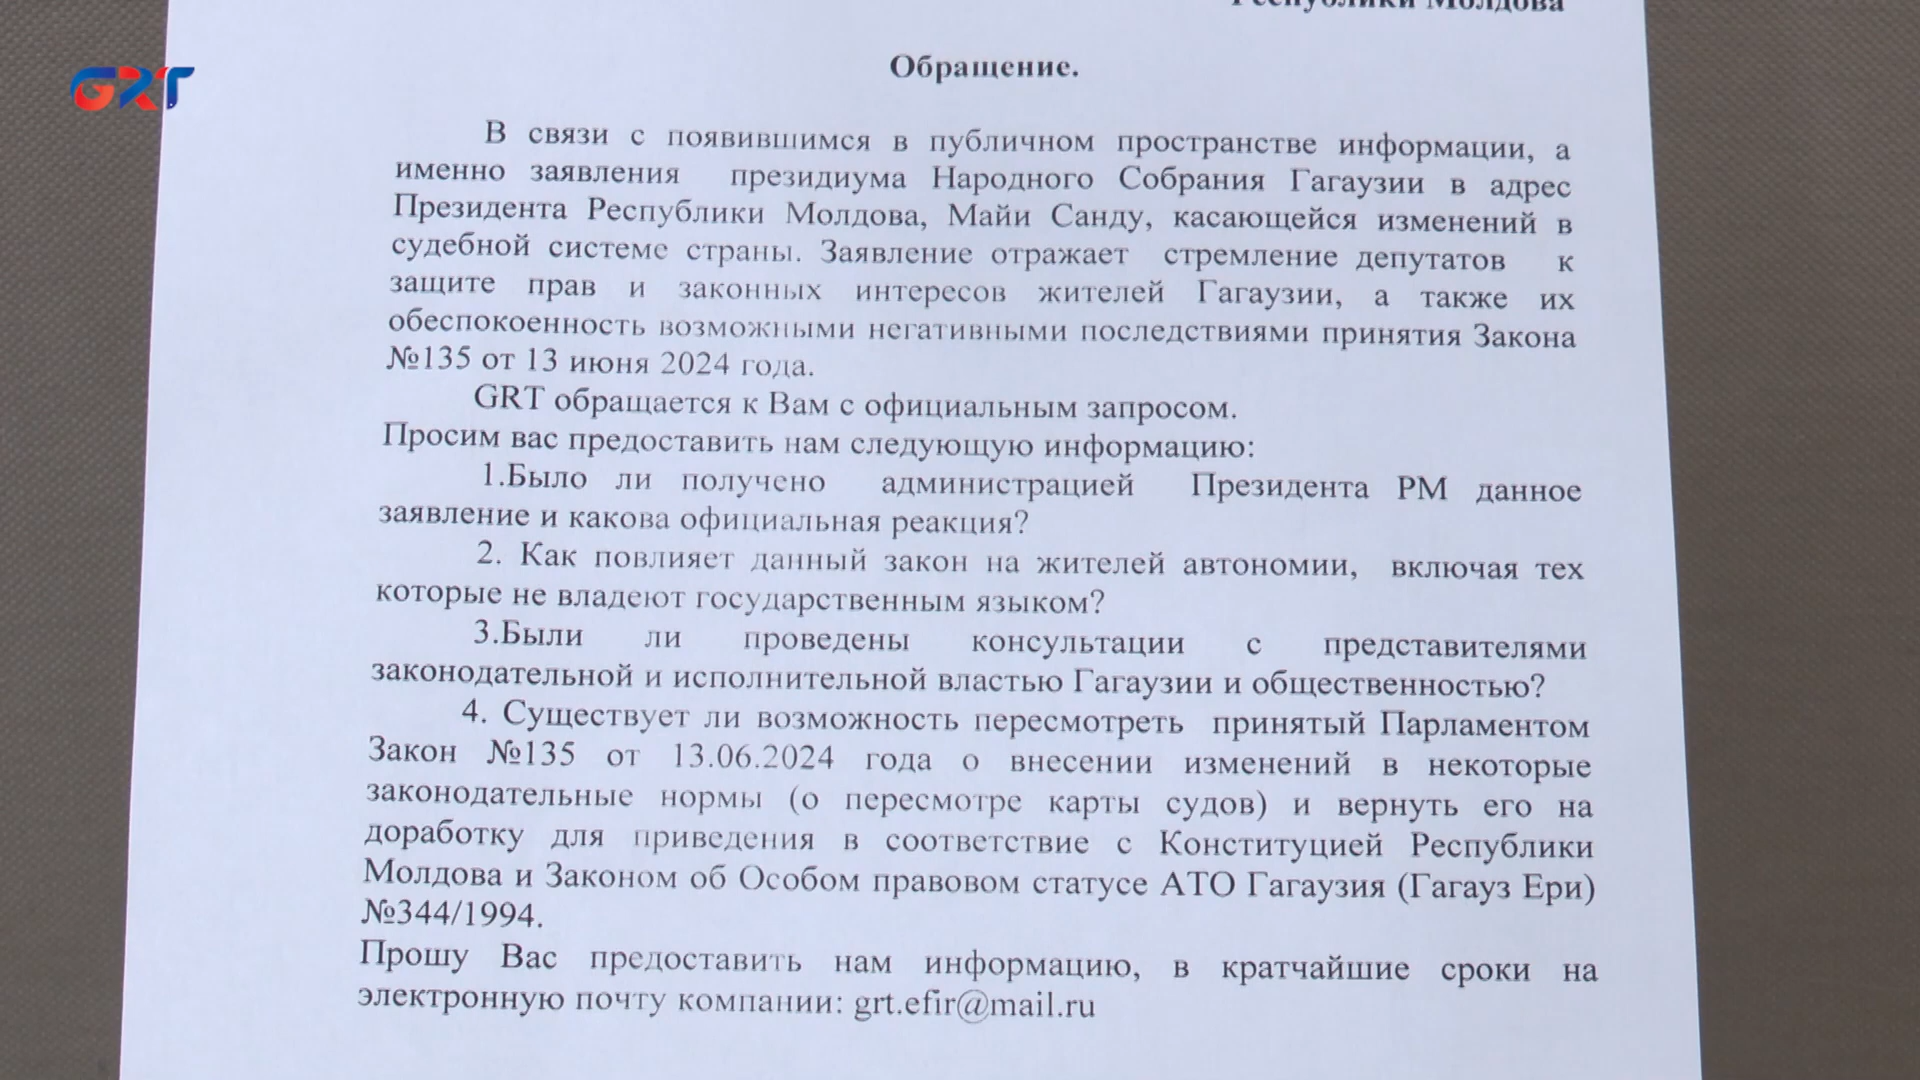 Республики Молдова
GRT
Обращение.
В связи с появившимся в публичном пространстве информации, а
именно заявления президиума Народного Собрания Гагаузии в адрес
Президента Республики Молдова, Майи Санду, касающейся изменений в
судебной системе страны. Заявление отражает стремление депутатов к
защите прав и законных интересов жителей Гагаузии, а также их
обеспокоенность возможными негативными последствиями принятия Закона
№135 от 13 июня 2024 года.
GRT обращается к Вам с официальным запросом.
Просим вас предоставить нам следующую информацию:
1.Было ли получено администрацией Президента РМ данное
заявление и какова официальная реакция?
2. Как повлияет данный закон на жителей автономии, включая тех
которые не владеют государственным языком?
3.Были ли проведены консультации с представителями
законодательной и исполнительной властью Гагаузии и общественностью?
4. Существует ли возможность пересмотреть принятый Парламентом
Закон №135 от 13.06.2024 года о внесении изменений в некоторые
законодательные нормы (о пересмотре карты судов) и вернуть его на
доработку для приведения в соответствие с Конституцией Республики
Молдова и Законом об Особом правовом статусе АТО Гагаузия (Гагауз Ери)
№344/1994.
Прошу Вас предоставить нам информацию, в кратчайшие сроки на
электронную почту компании: grt.efir@mail.ru